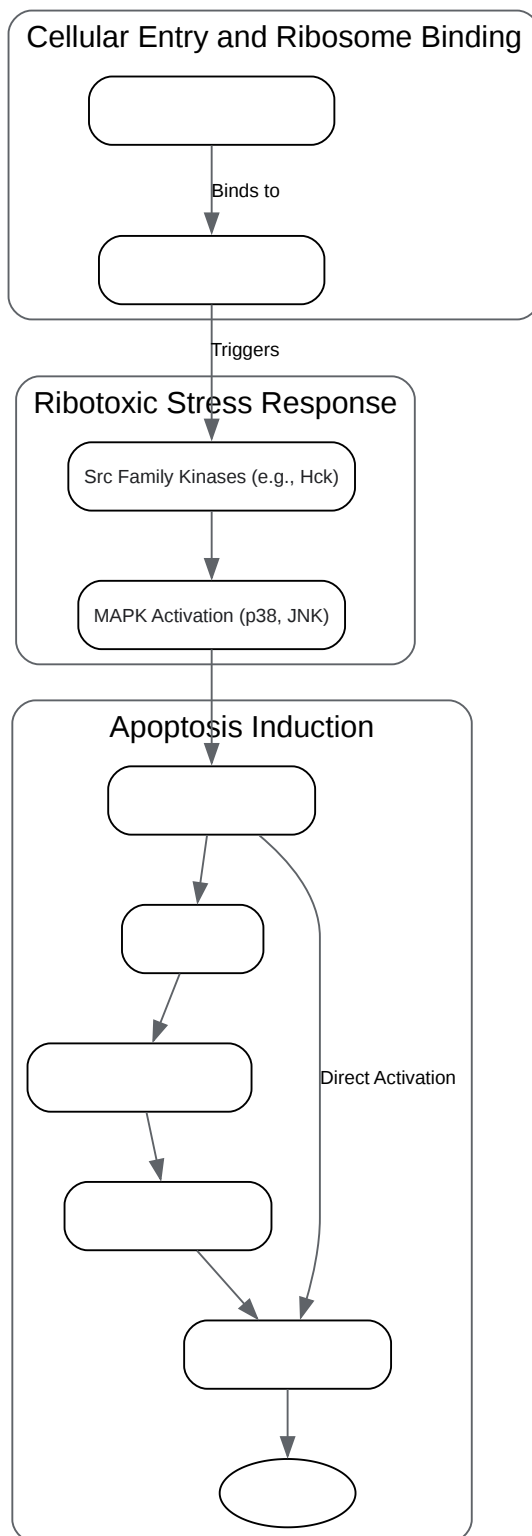 Cellular Entry and Ribosome Binding
Binds to
Triggers
Ribotoxic Stress Response
Src Family Kinases (e.g., Hck)
MAPK Activation (p38, JNK)
Apoptosis Induction
Direct Activation